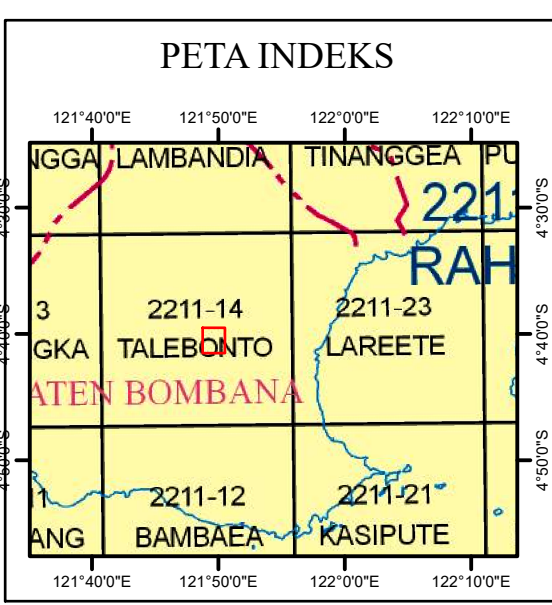 PETA INDEKS
121°40'0"E 121°50'0"E 122°0'0"E 122°10'0"E
NGGA LAMBANDIA TINANGGEA PU
4°30'0"S 2211 4°30'0"S
RAH
3 2211-14 2211-23
4°40'0"S GKA TALEBONTO LAREETE 4°40'0"S
ATEN BOMBANA
4°50'0"S 4°50'0"S
11 2211-12 2211-21
ANG BAMBAEA KASIPUTE
121°40'0"E 121°50'0"E 122°0'0"E 122°10'0"E